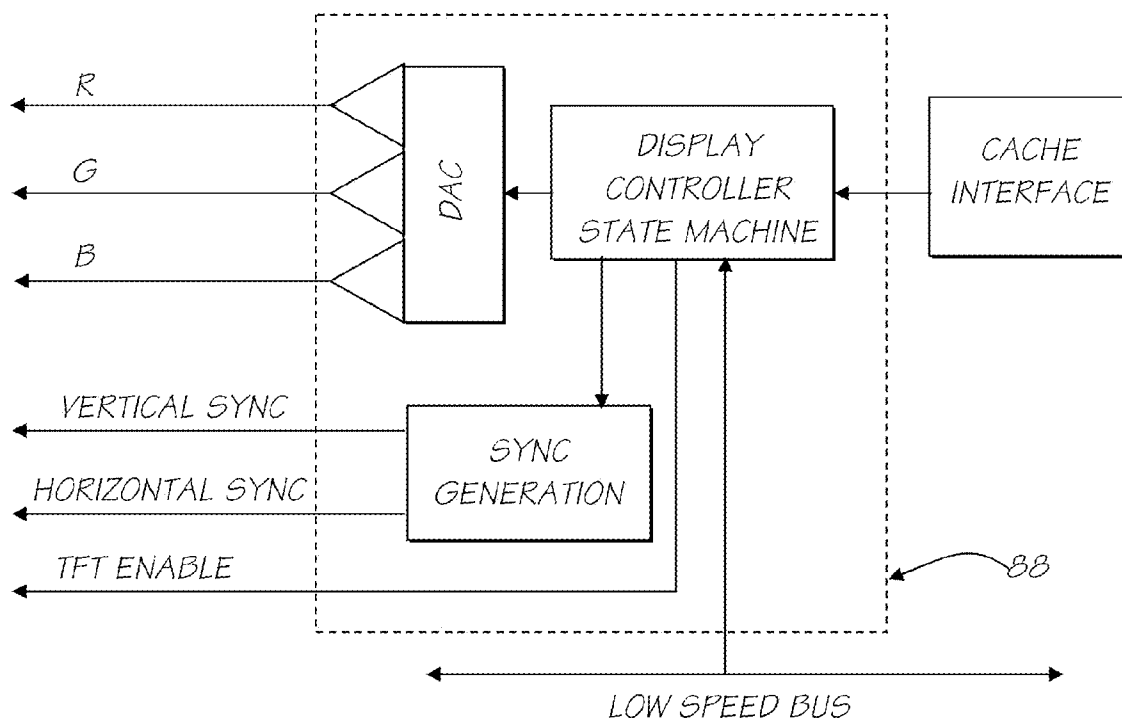 R
G
B
DAC
DISPLAY
CONTROLLER
STATE MACHINE
CACHE
INTERFACE
VERTICAL SYNC
HORIZONTAL SYNC
TFT ENABLE
SYNC
GENERATION
88
LOW SPEED BUS